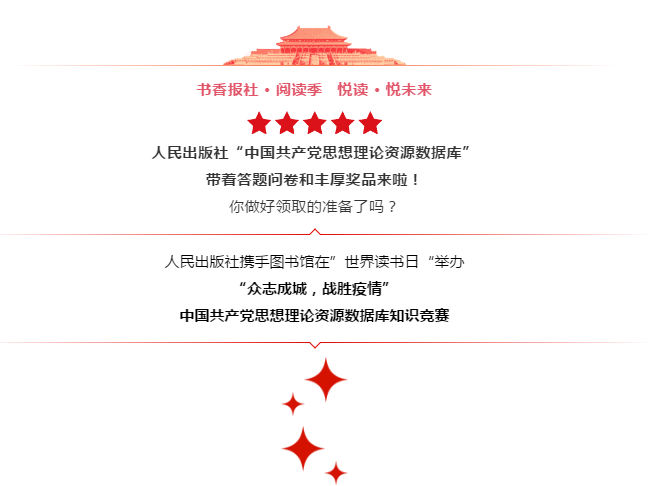 书香报社·阅读季 悦读·悦未来
人民出版社“中国共产党思想理论资源数据库”
带着答题问卷和丰厚奖品来啦！
你做好领取的准备了吗？
人民出版社携手图书馆在”世界读书日“举办
“众志成城，战胜疫情”
中国共产党思想理论资源数据库知识竞赛